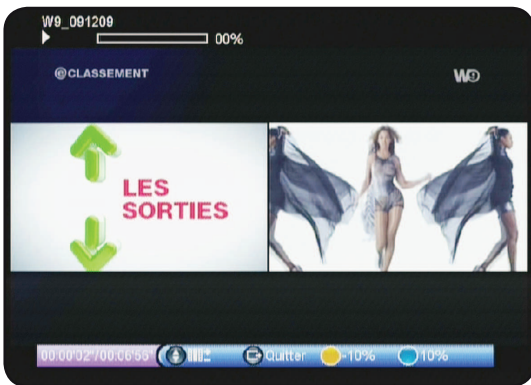 W9_091209
00%
@CLASSEMENT
W9
LES
SORTIES
00:00'02"/00:06'55"
Quitter
-10%
10%